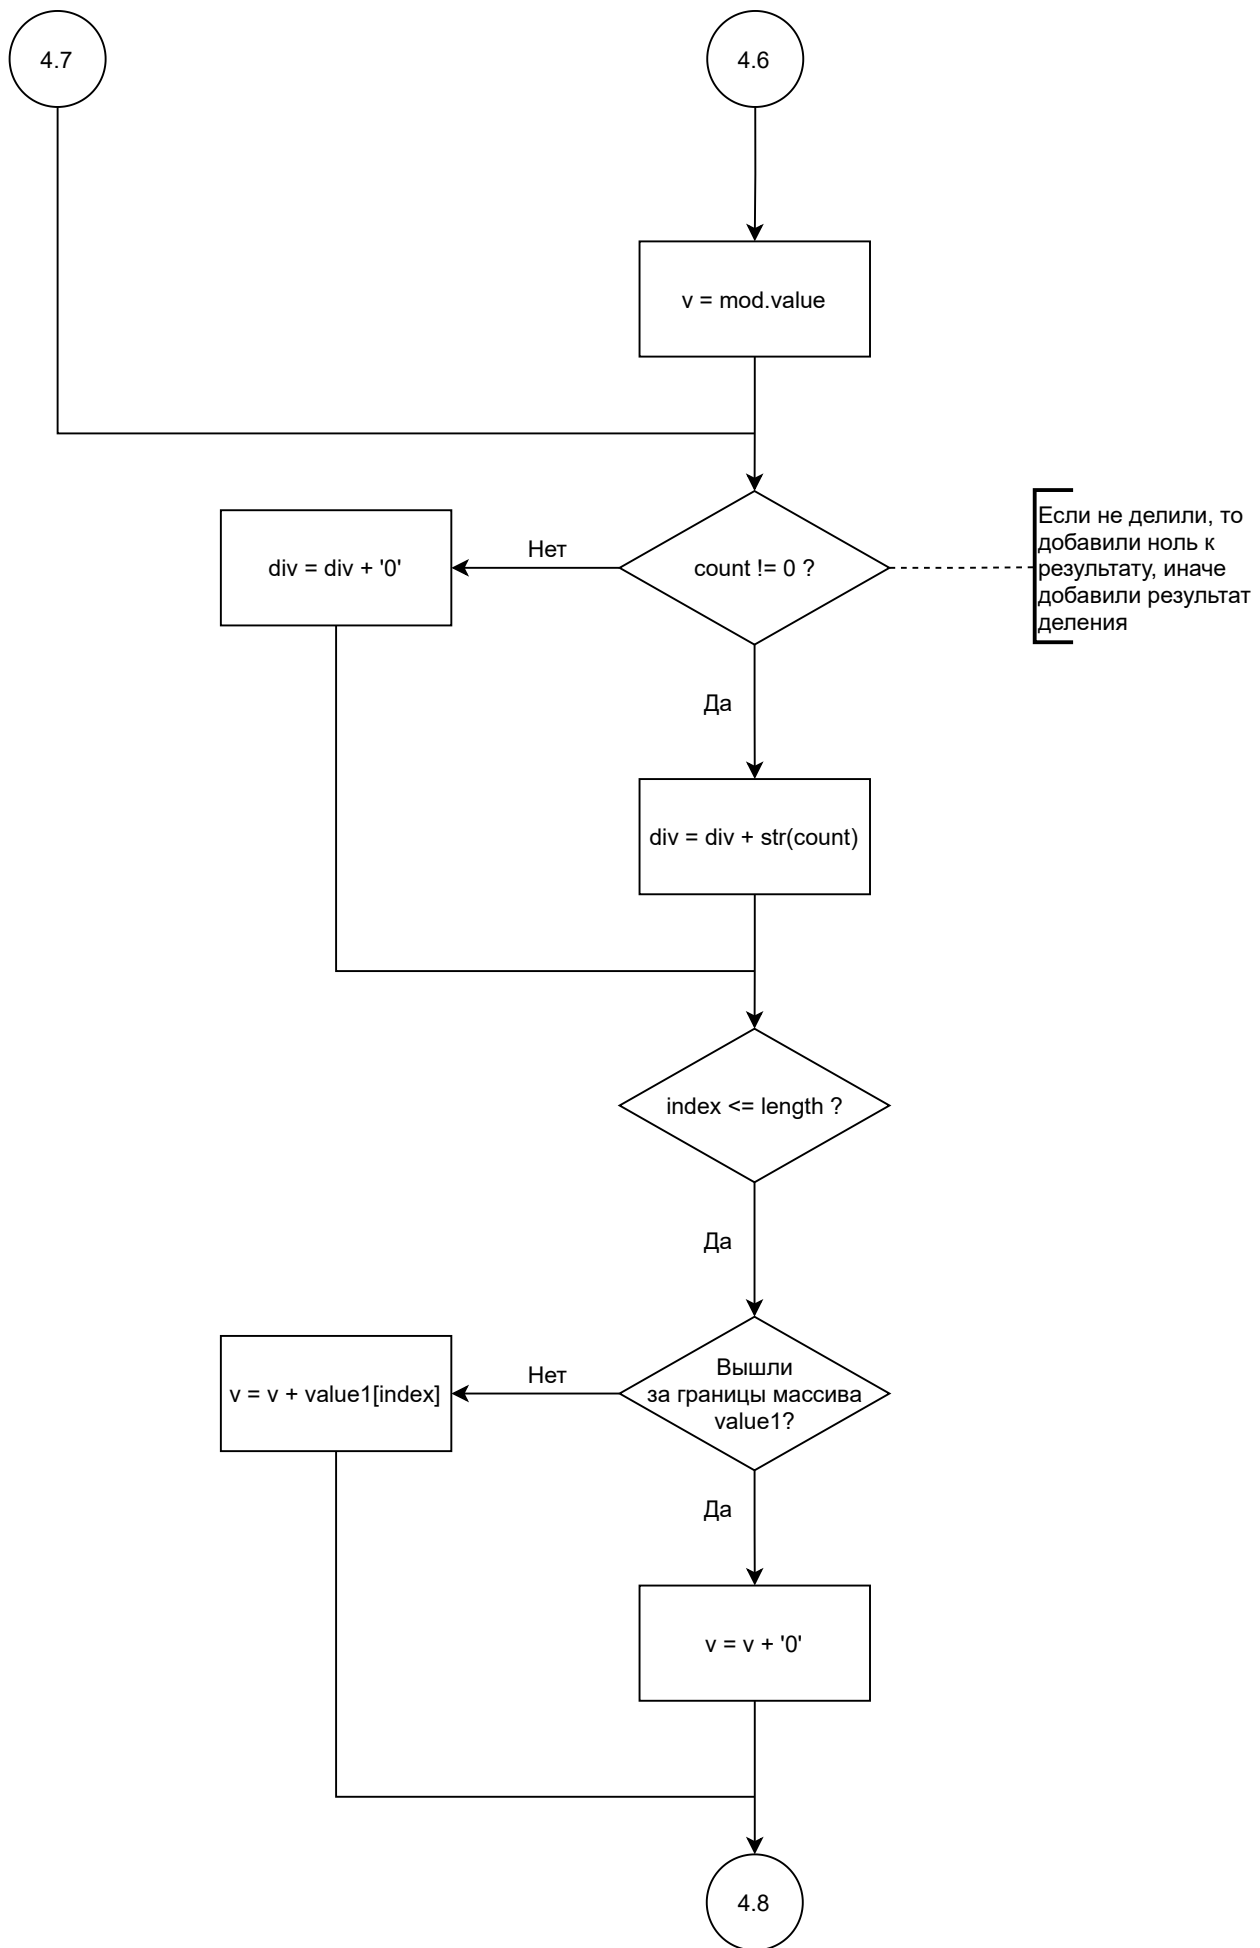 4.7
4.6
v = mod.value
div = div + '0'
Нет
count != 0 ?
Если не делили, то
добавили ноль к
результату, иначе
добавили результат
деления
Да
div = div + str(count)
index <= length ?
Да
v = v + value1[index]
Нет
Вышли
за границы массива
value1?
Да
v = v + '0'
4.8